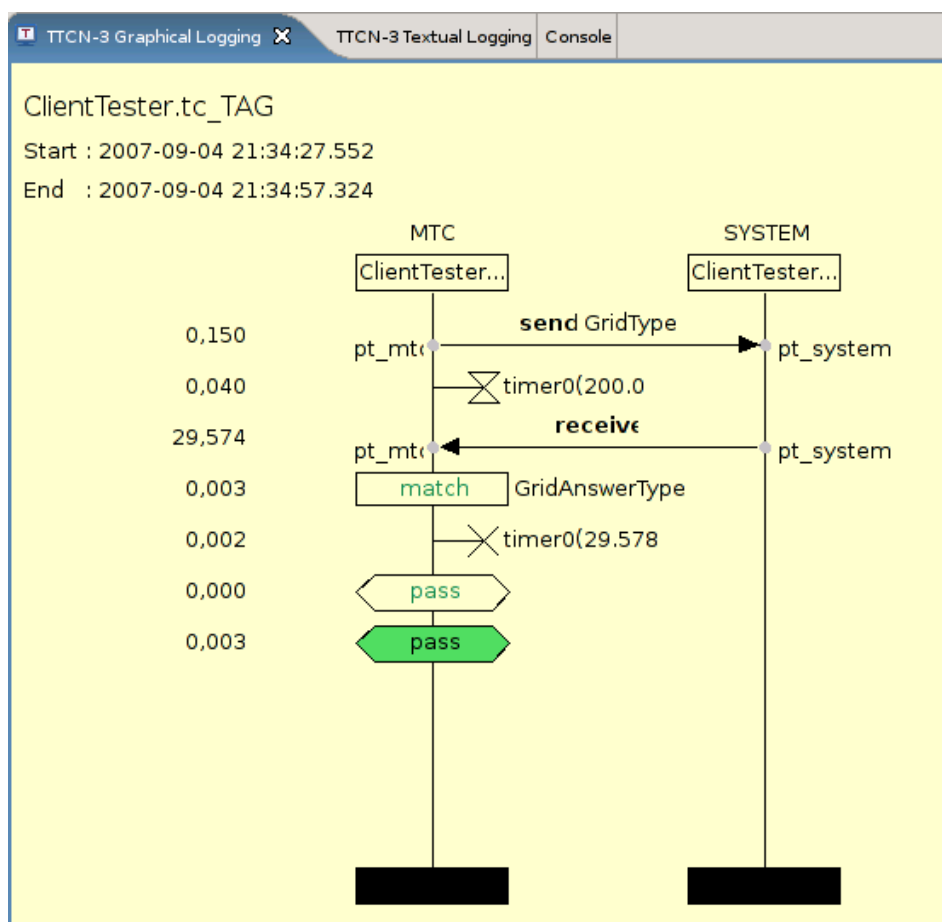 TTCN-3 Graphical Logging TTCN-3 Textual Logging Console
ClientTester.tc_TAG
Start : 2007-09-04 21:34:27.552
End : 2007-09-04 21:34:57.324
MTC SYSTEM
ClientTester... ClientTester...
0,150 pt_mtc send GridType pt_system
0,040 timer0(200.0
29,574 pt_mtc receive pt_system
0,003 match GridAnswerType
0,002 timer0(29.578
0,000 pass
0,003 pass